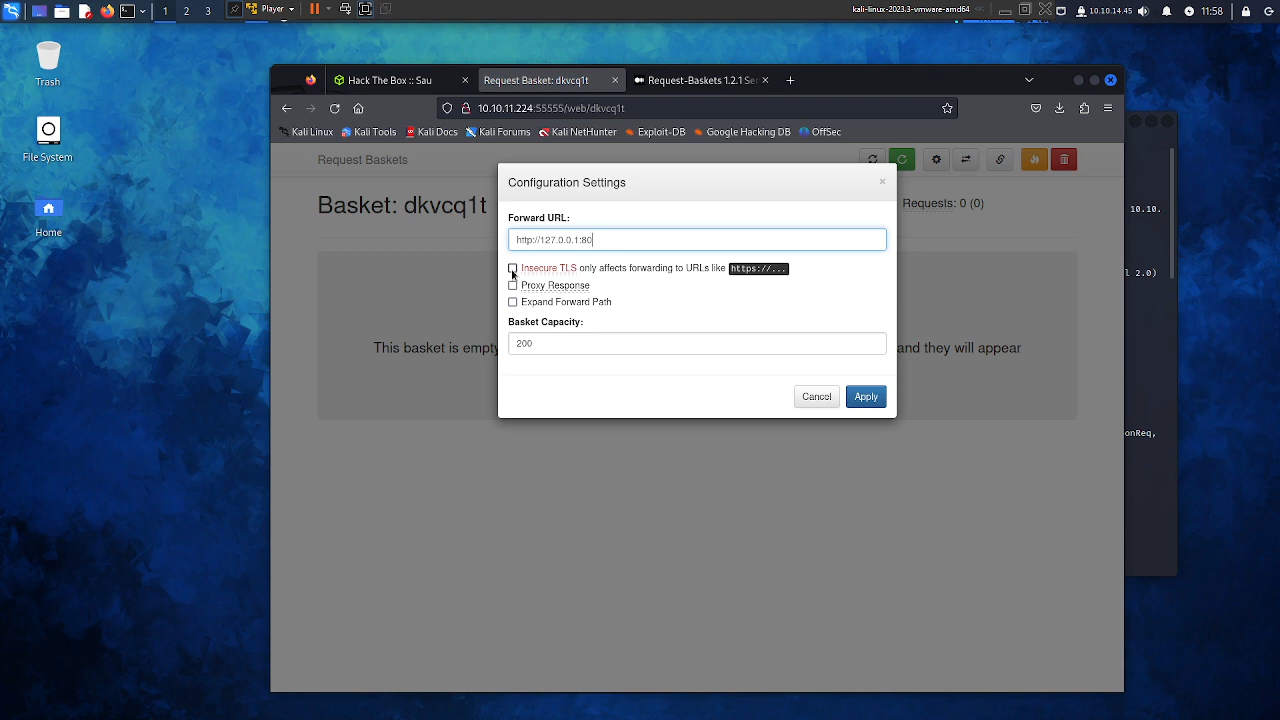 1 2 3 Player kali-linux-2023.3-vmware-amd64 10.10.14.45 11:58
Trash
File System
Home
Hack The Box :: Sau Request Basket: dkvcq1t Request-Baskets 1.2.1 Ser
10.10.11.224:55555/web/dkvcq1t
Kali Linux Kali Tools Kali Docs Kali Forums Kali NetHunter Exploit-DB Google Hacking DB OffSec
Request Baskets
Configuration Settings
Basket: dkvcq1t
Requests: 0 (0)
10.10.
Forward URL:
http://127.0.0.1:80
Insecure TLS only affects forwarding to URLs like https://...
l 2.0)
Proxy Response
Expand Forward Path
Basket Capacity:
200
This basket is empty
and they will appear
Cancel Apply
onReq,